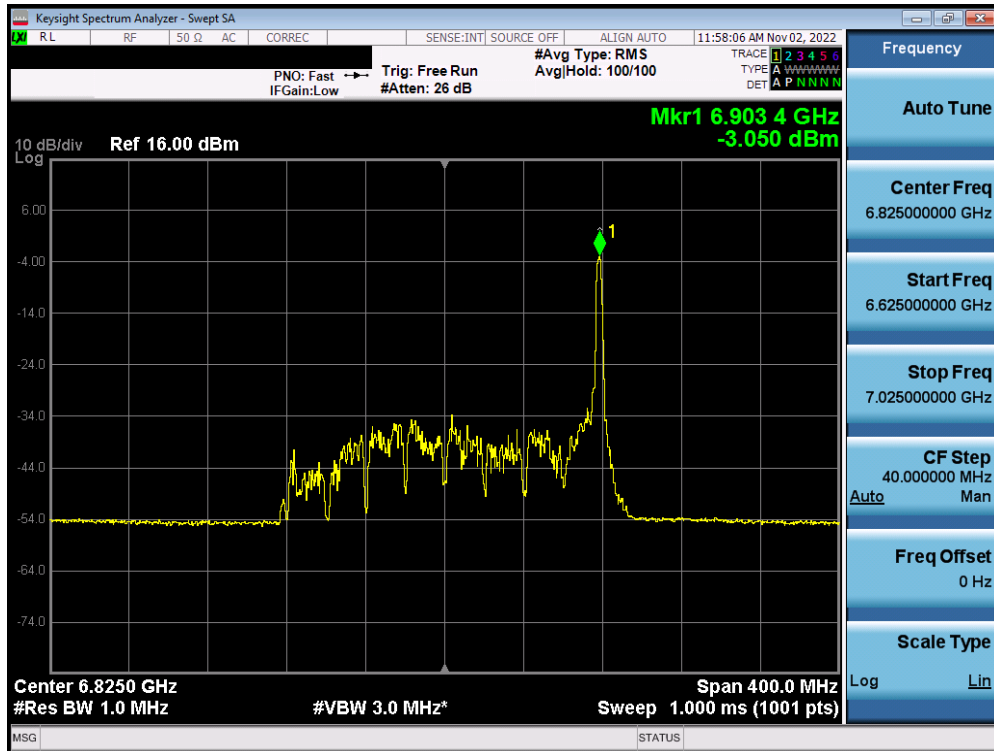 Keysight Spectrum Analyzer - Swept SA
LXI RL RF 50 Ω AC CORREC SENSE:INT SOURCE OFF ALIGN AUTO 11:58:06 AM Nov 02, 2022
PNO: Fast
IFGain:Low
Trig: Free Run
#Atten: 26 dB
#Avg Type: RMS
Avg|Hold: 100/100
TRACE 1 2 3 4 5 6
TYPE A WWWWW
DET A P N N N N
Mkr1 6.903 4 GHz
-3.050 dBm
10 dB/div Ref 16.00 dBm
Log
1
6.00
-4.00
-14.0
-24.0
-34.0
-44.0
-54.0
-64.0
-74.0
Center 6.8250 GHz Span 400.0 MHz
#Res BW 1.0 MHz #VBW 3.0 MHz* Sweep 1.000 ms (1001 pts)
MSG STATUS
Frequency
Auto Tune
Center Freq
6.825000000 GHz
Start Freq
6.625000000 GHz
Stop Freq
7.025000000 GHz
CF Step
40.000000 MHz
Auto Man
Freq Offset
0 Hz
Scale Type
Log Lin